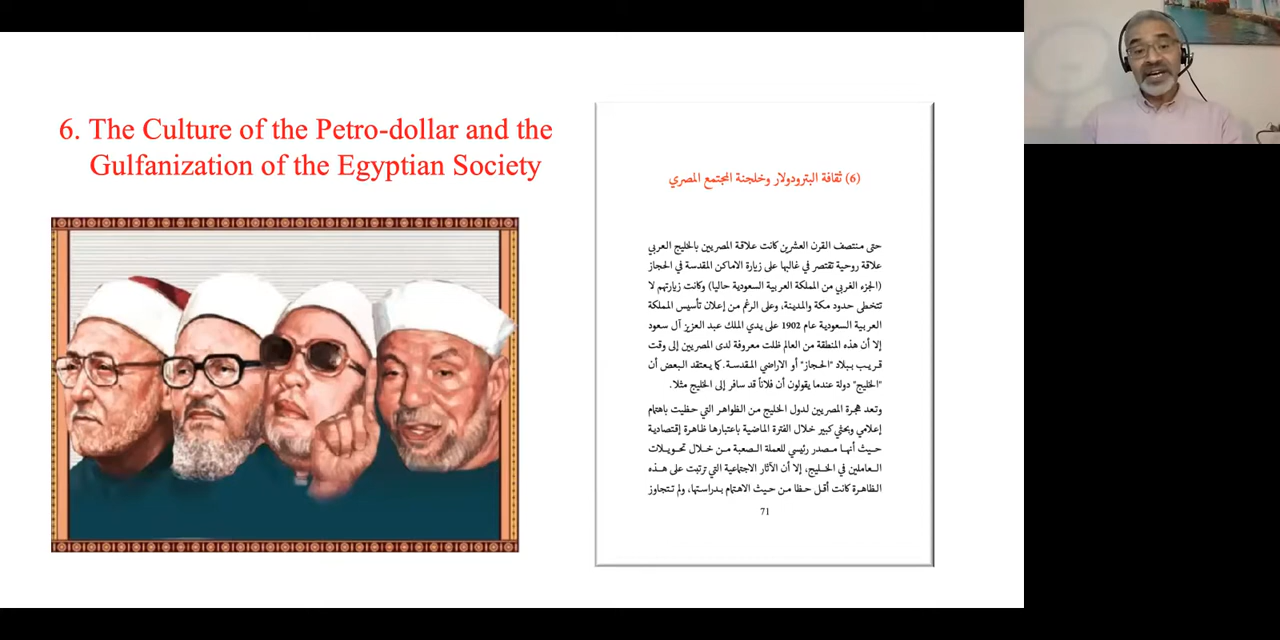 6. The Culture of the Petro-dollar and the
Gulfanization of the Egyptian Society
(6) ثقافة البترودولار وخلجنة المجتمع المصري
حتى منتصف القرن العشرين كانت علاقة المصريين بالخليج العربي
علاقة روحية تقتصر في غالبها على زيارة الاماكن المقدسة في الحجاز
(الجزء الغربي من المملكة العربية السعودية حاليا) وكانت زيارتهم لا
تتخطى حدود مكة والمدينة، وعلى الرغم من إعلان تأسيس المملكة
العربية السعودية عام 1902 على يدي الملك عبد العزيز آل سعود
إلا أن هذه المنطقة من العالم ظلت معروفة لدى المصريين إلى وقت
قريب ببلاد "الحجاز" أو الاراضي المقدسة. كما يعتقد البعض أن
"الخليج" دولة عندما يقولون أن فلاناً قد سافر إلى الخليج مثلا.
وتعد هجرة المصريين لدول الخليج من الظواهر التي حظيت باهتمام
إعلامي وبحثي كبير خلال الفترة الماضية باعتبارها ظاهرة إقتصادية
حيث أنها مصدر رئيسي للعملة الصعبة من خلال تحويلات
العاملين في الخليج، إلا أن الآثار الاجتماعية التي ترتبت على هذه
الظاهرة كانت أقل حظا من حيث الاهتمام بدراستها، ولم تتجاوز
71